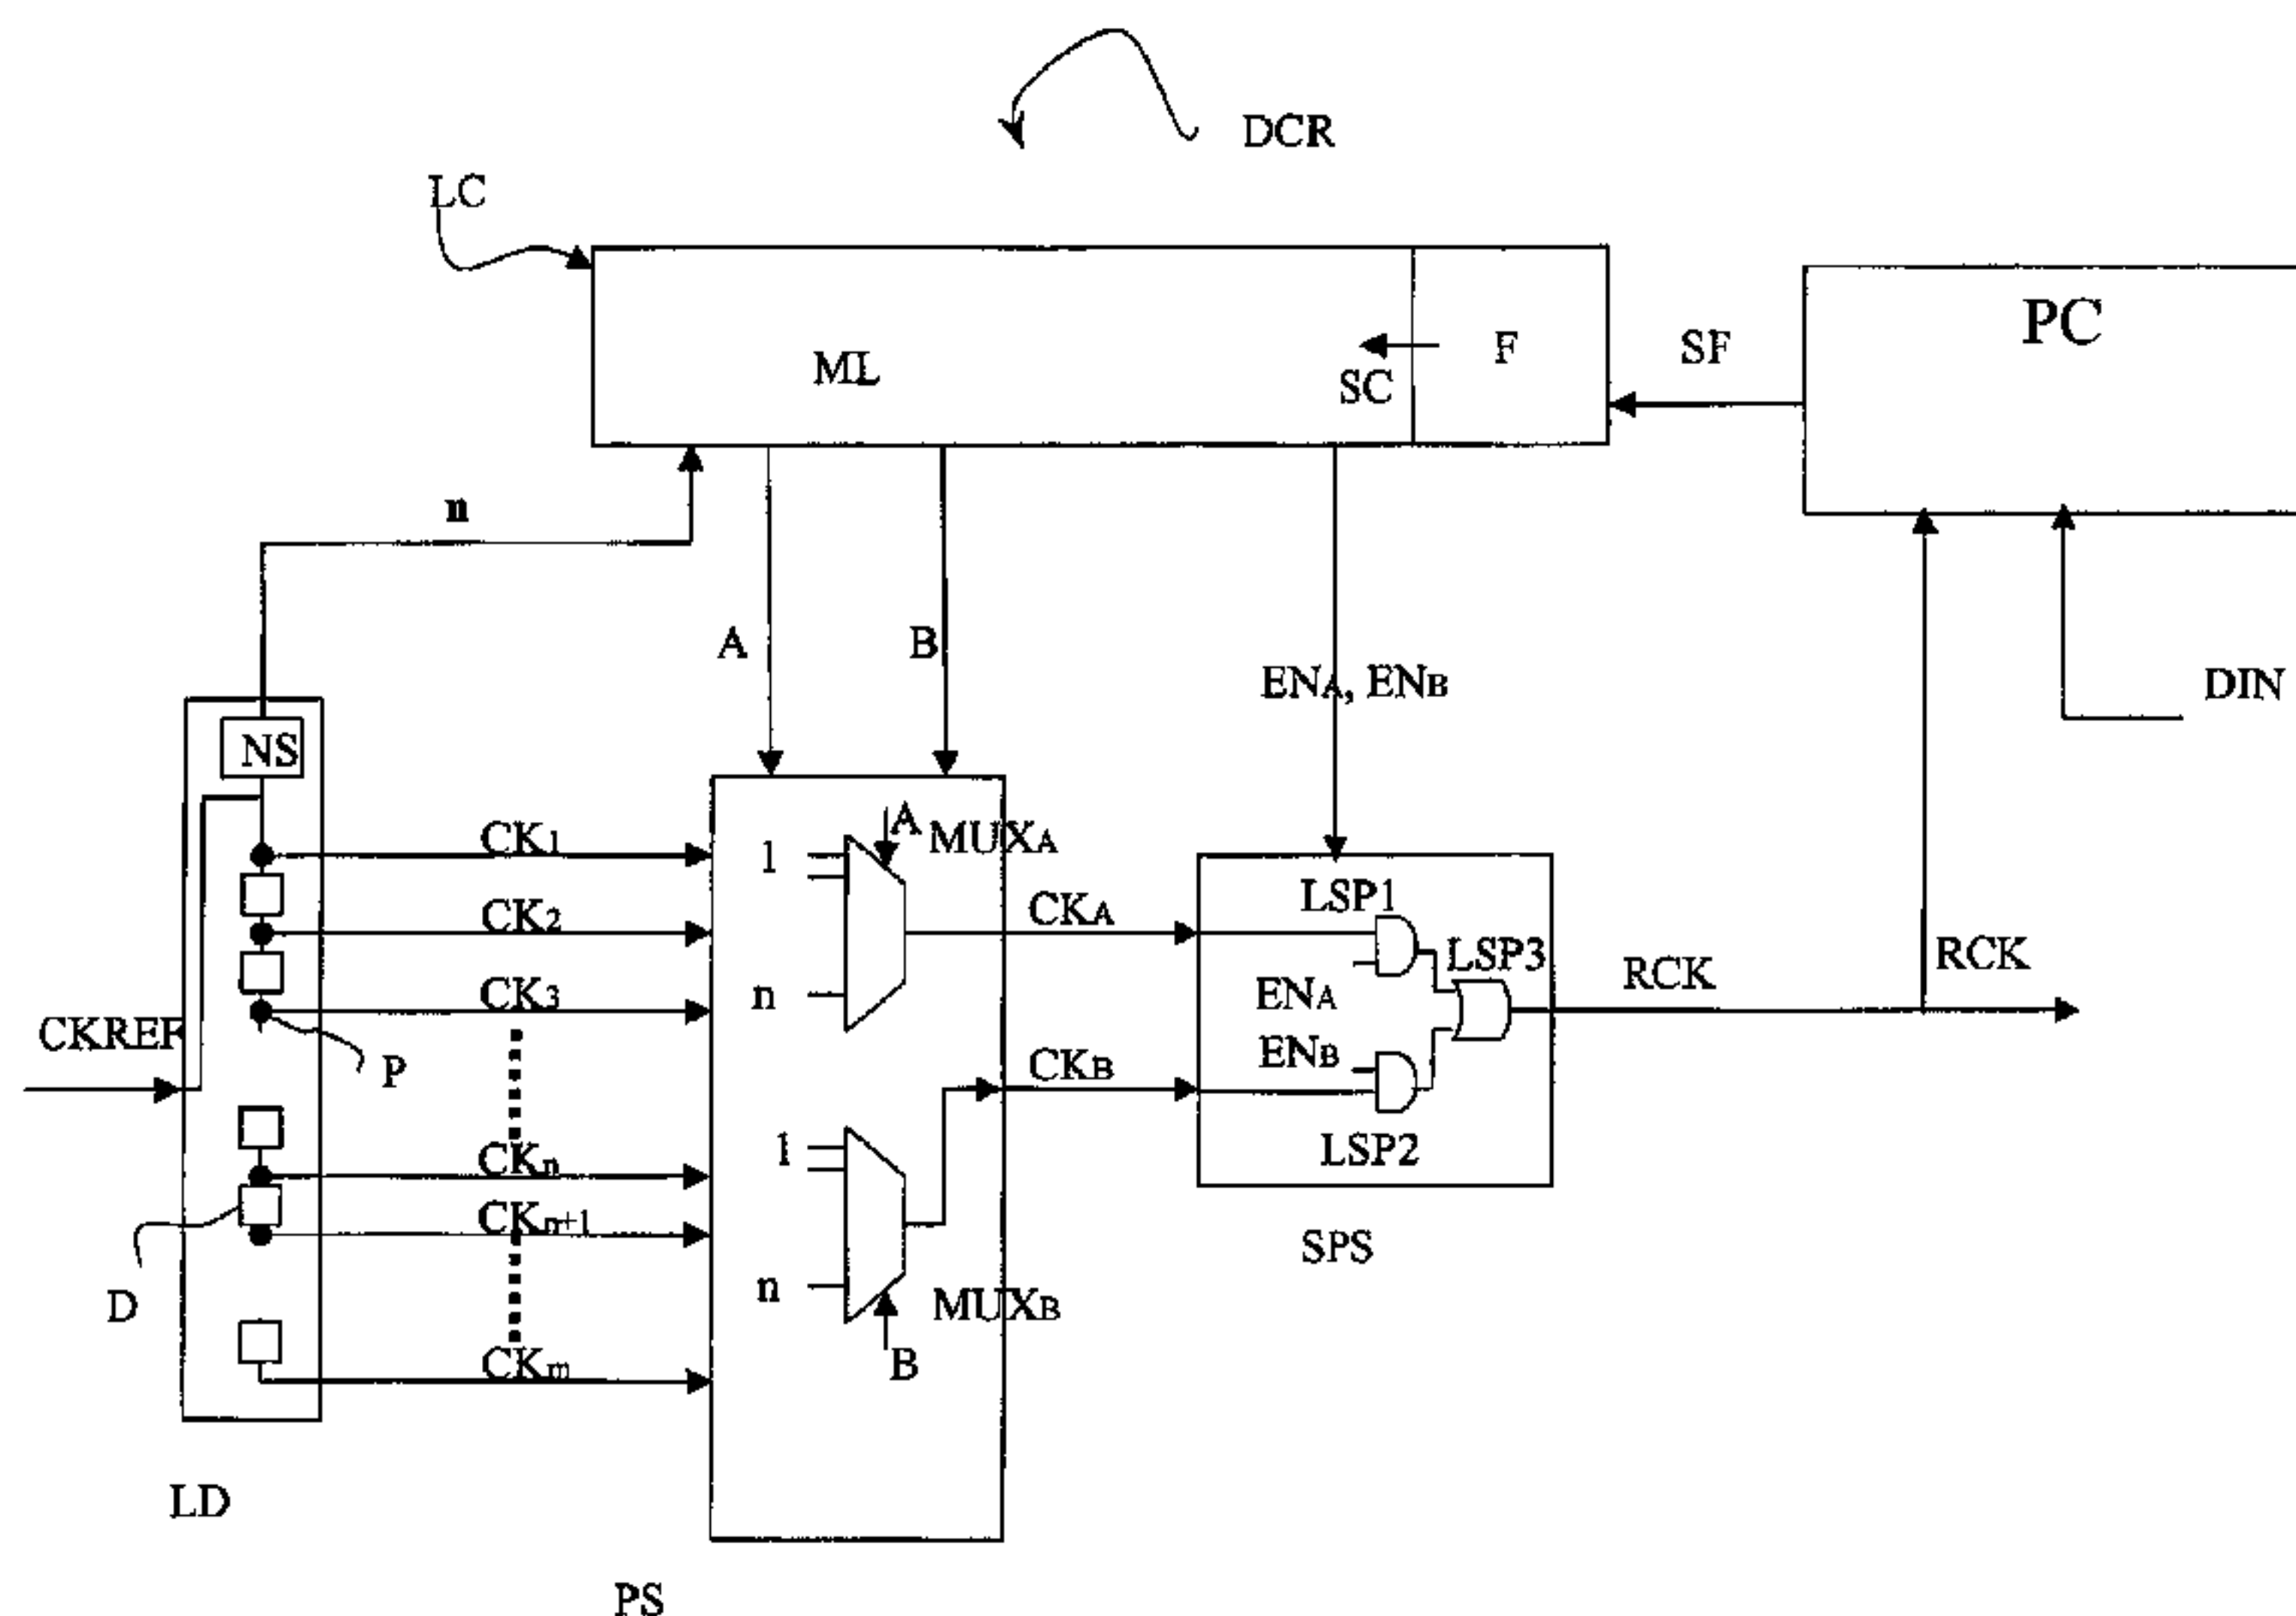 DCR
LC
PC
ML
SC
F
SF
n
A
B
ENA, ENB
DIN
NS
CK1
CK2
CK3
CKREF
P
CKn
CKn+1
CKm
D
LD
1
n
A
MUXA
1
n
MUXB
B
PS
CKA
CKB
LSP1
LSP3
ENA
ENB
LSP2
SPS
RCK
RCK